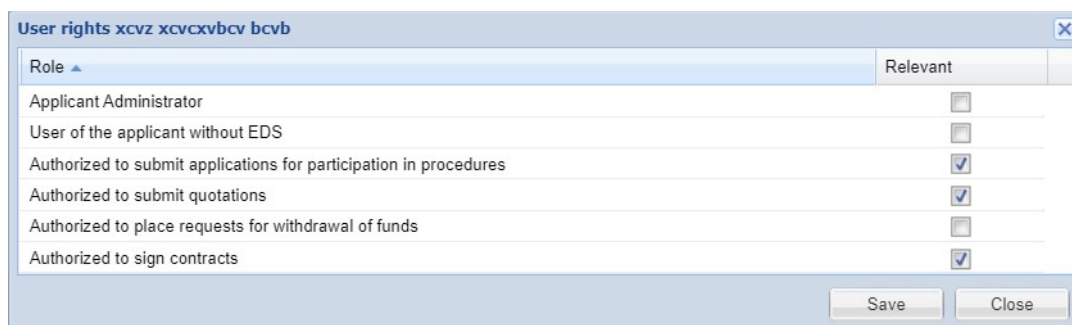 User rights xcvz xcvcxvbcv bcvb
Role Relevant
Applicant Administrator
User of the applicant without EDS
Authorized to submit applications for participation in procedures
Authorized to submit quotations
Authorized to place requests for withdrawal of funds
Authorized to sign contracts
Save Close